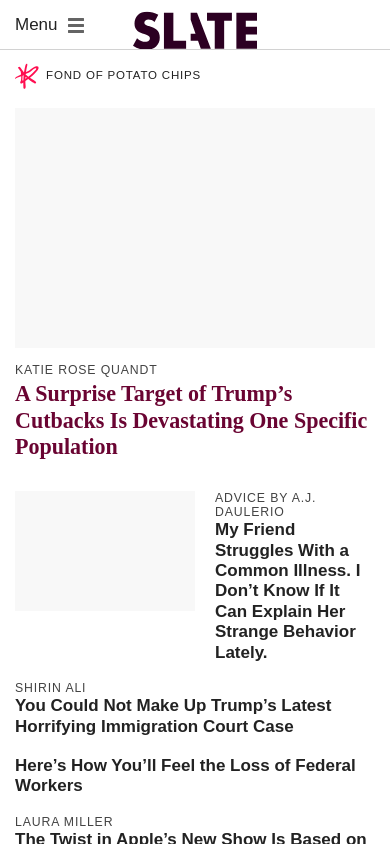 Menu
SLATE
FOND OF POTATO CHIPS
KATIE ROSE QUANDT
A Surprise Target of Trump’s
Cutbacks Is Devastating One Specific
Population
ADVICE BY A.J.
DAULERIO
My Friend
Struggles With a
Common Illness. I
Don’t Know If It
Can Explain Her
Strange Behavior
Lately.
SHIRIN ALI
You Could Not Make Up Trump’s Latest
Horrifying Immigration Court Case
Here’s How You’ll Feel the Loss of Federal
Workers
LAURA MILLER
The Twist in Apple’s New Show Is Based on